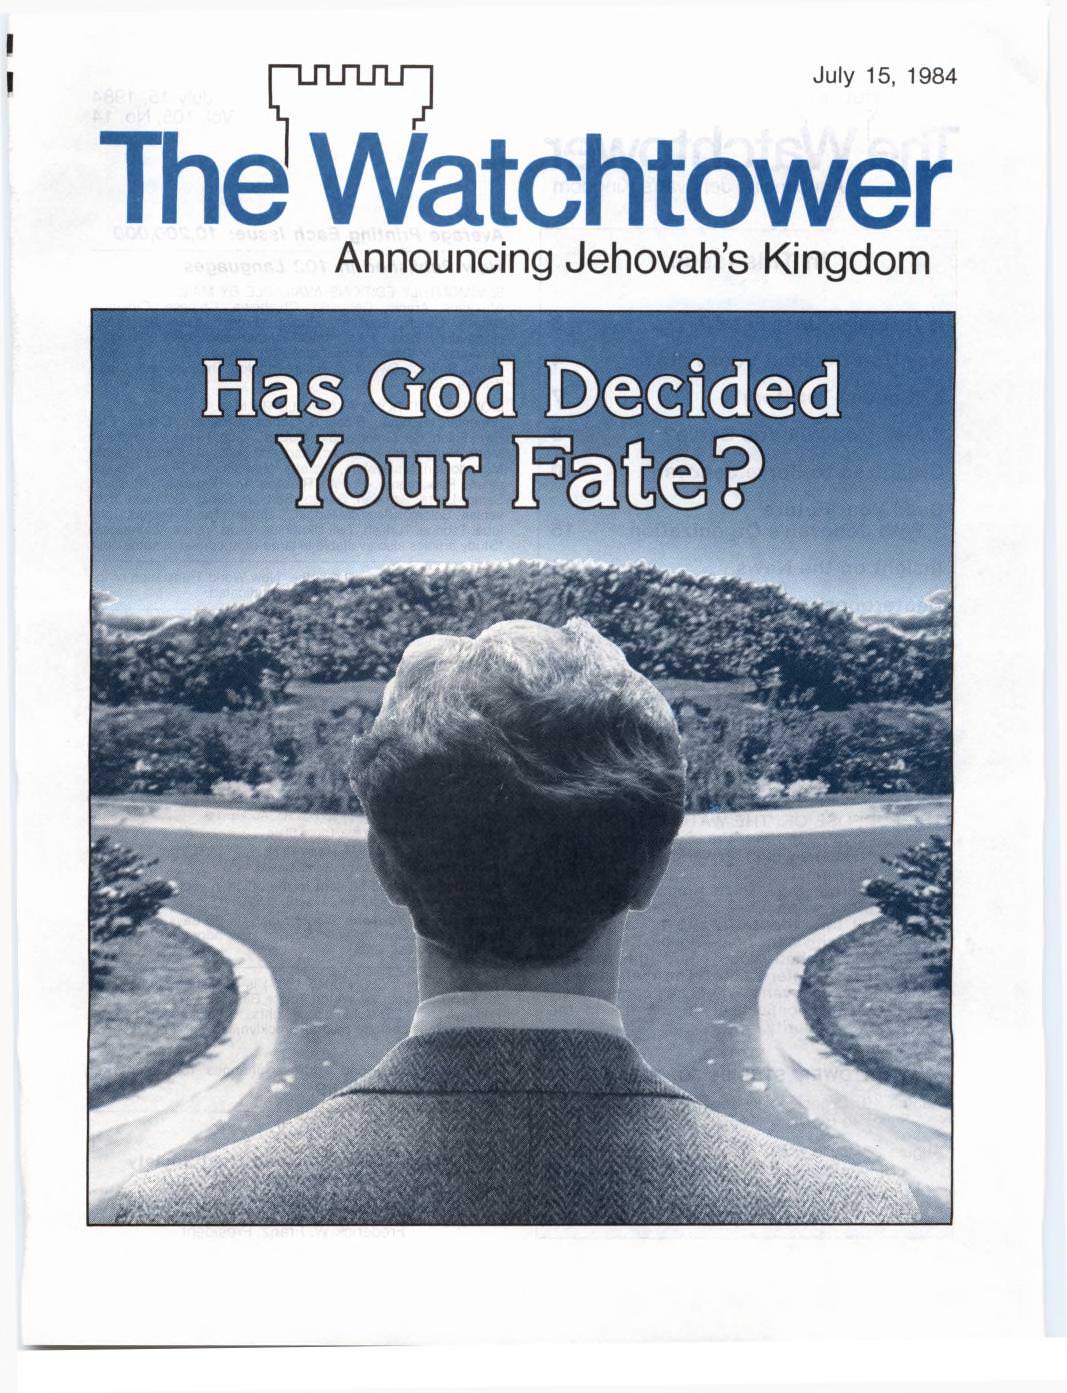 July 15, 1984
The Watchtower
Announcing Jehovah's Kingdom
Has God Decided
Your Fate?